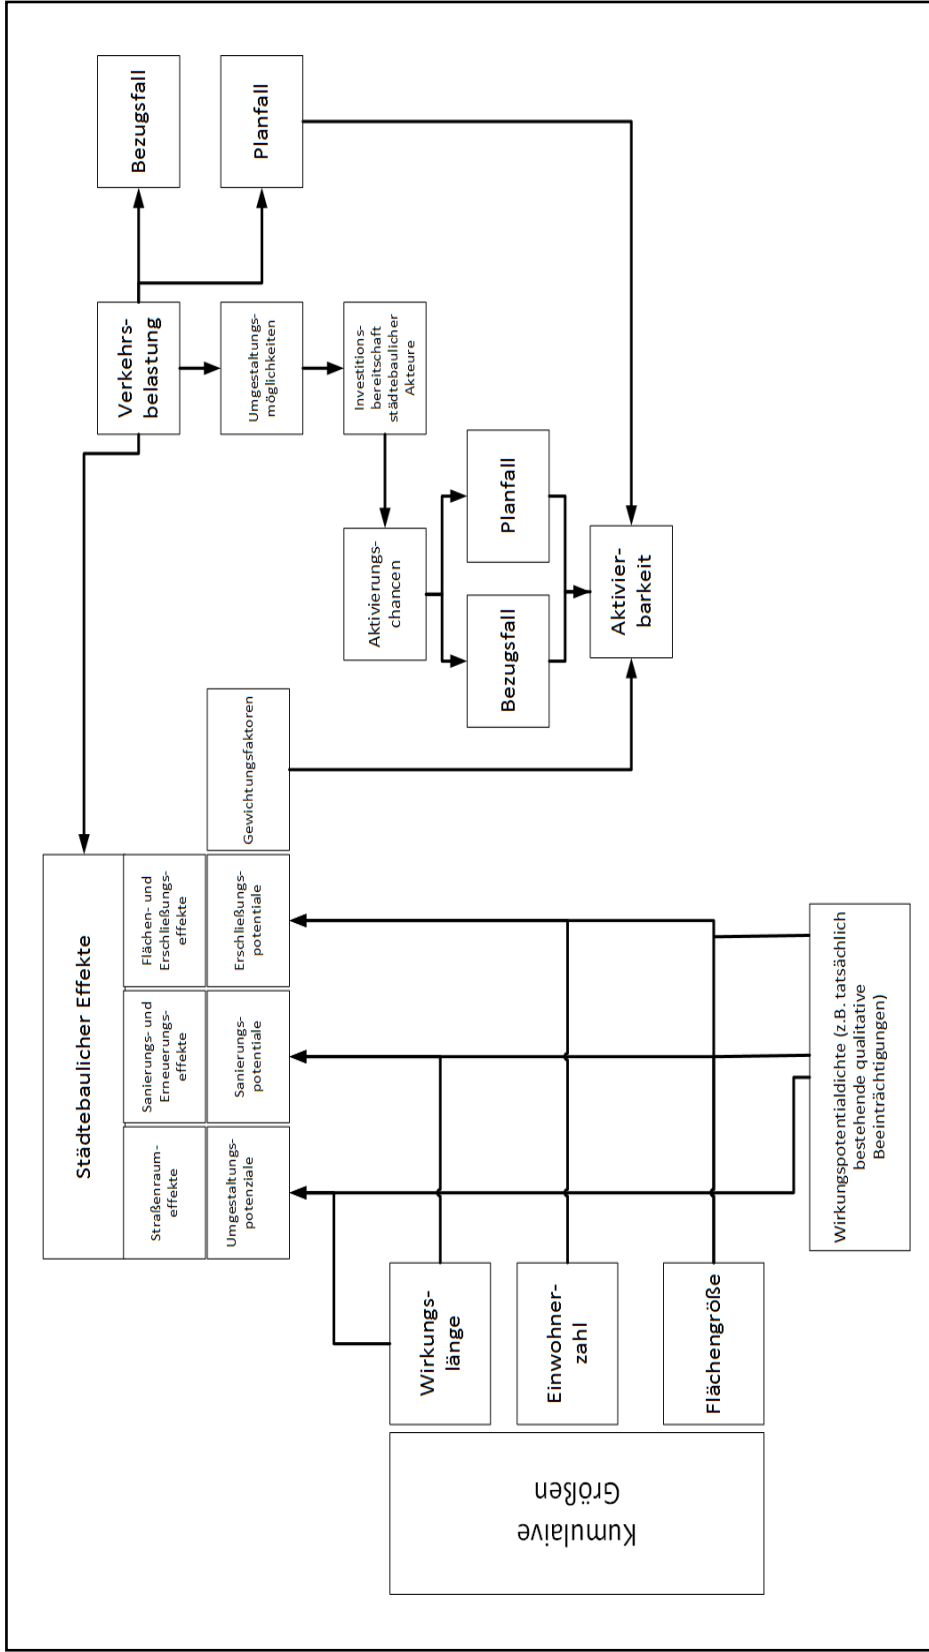 Städtebaulicher Effekte
Straßenraum-
effekte
Sanierungs- und
Erneuerungs-
effekte
Flächen- und
Erschließungs-
effekte
Umgestaltungs-
potenziale
Sanierungs-
potentiale
Erschließungs-
potentiale
Gewichtungsfaktoren
Verkehrs-
belastung
Bezugsfall
Planfall
Umgestaltungs-
möglichkeiten
Investitions-
bereitschaft
städtebaulicher
Akteure
Aktivierungs-
chancen
Bezugsfall
Planfall
Aktivier-
barkeit
Kumulaive
Größen
Wirkungs-
länge
Einwohner-
zahl
Flächengröße
Wirkungspotentialdichte (z.B. tatsächlich
bestehende qualitative
Beeinträchtigungen)